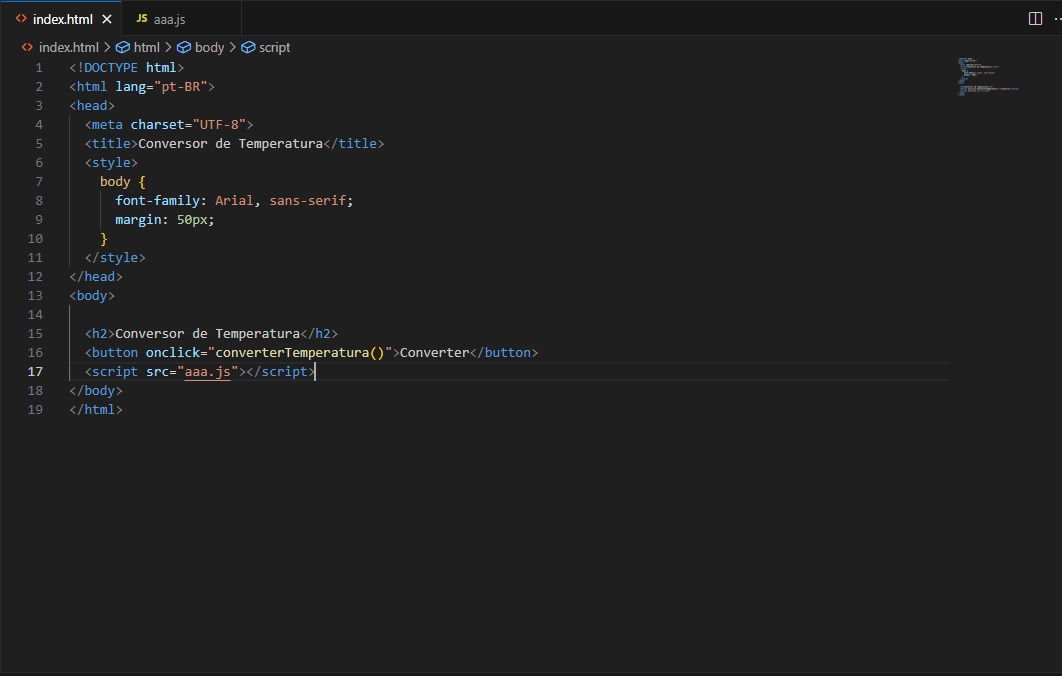 index.html
JS aaa.js
index.html > html > body > script
1 <!DOCTYPE html>
2 <html lang="pt-BR">
3 <head>
4 <meta charset="UTF-8">
5 <title>Conversor de Temperatura</title>
6 <style>
7 body {
8 font-family: Arial, sans-serif;
9 margin: 50px;
10 }
11 </style>
12 </head>
13 <body>
14
15 <h2>Conversor de Temperatura</h2>
16 <button onclick="converterTemperatura()">Converter</button>
17 <script src="aaa.js"></script>
18 </body>
19 </html>